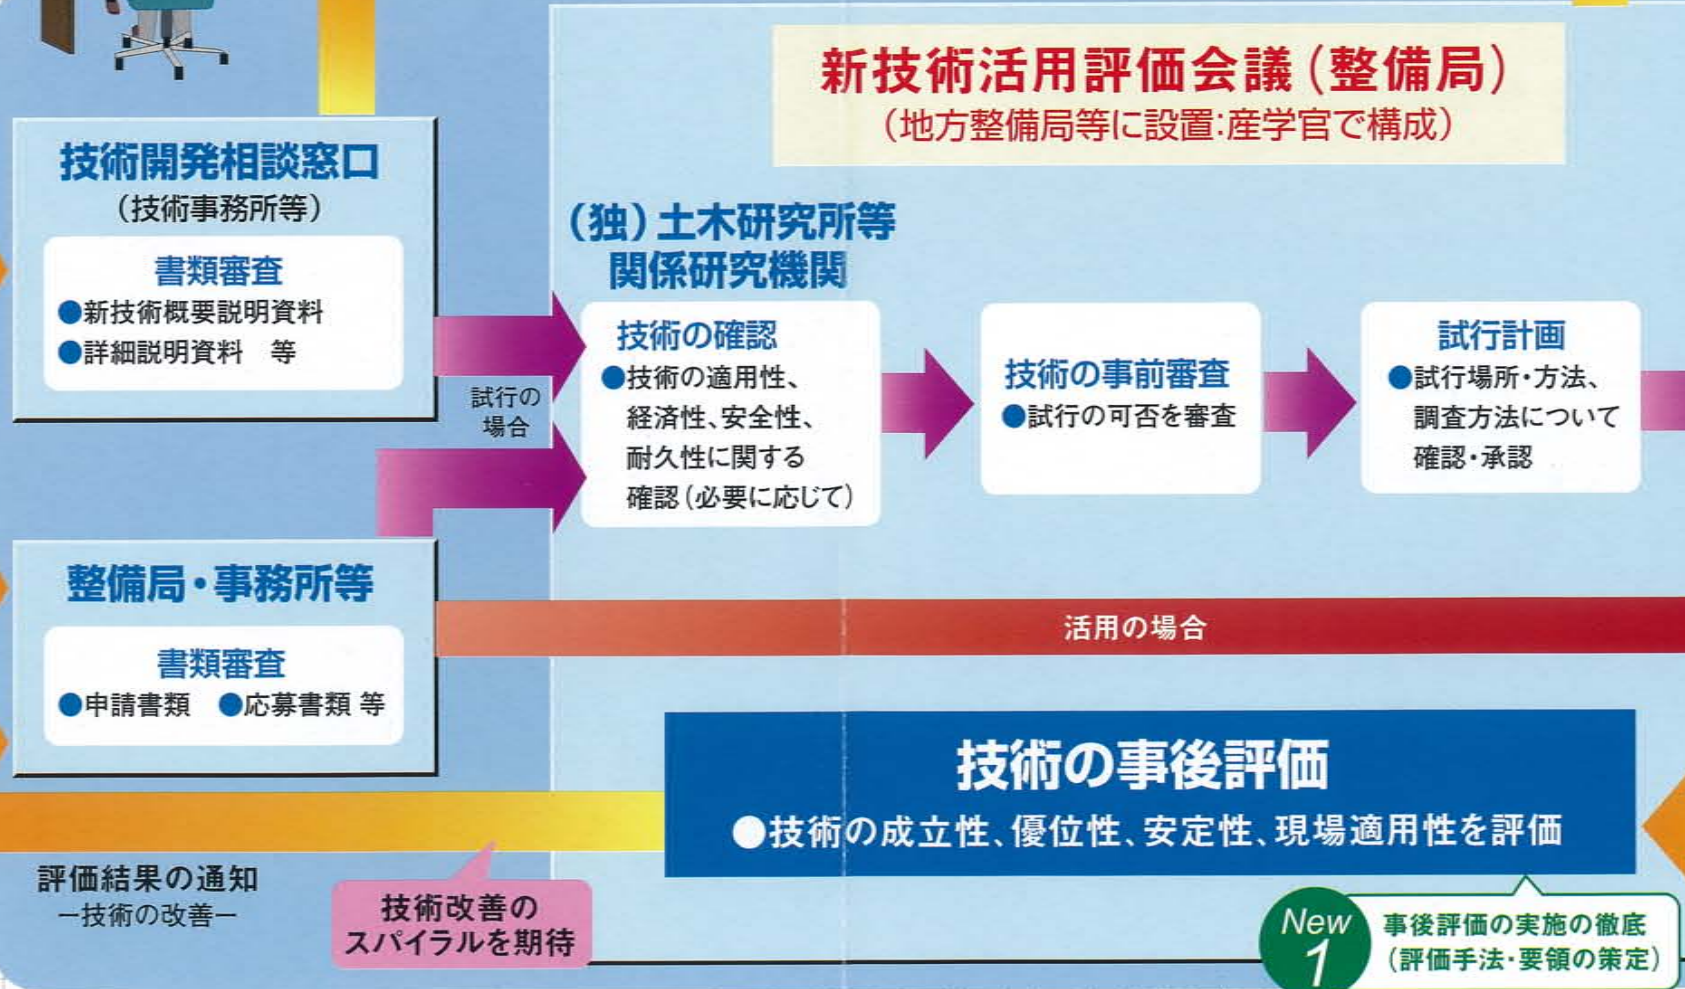 新技術活用評価会議(整備局)
(地方整備局等に設置:産学官で構成)
技術開発相談窓口
(技術事務所等)
書類審査
●新技術概要説明資料
●詳細説明資料 等
試行の
場合
(独)土木研究所等
関係研究機関
技術の確認
●技術の適用性、
経済性、安全性、
耐久性に関する
確認(必要に応じて)
技術の事前審査
●試行の可否を審査
試行計画
●試行場所・方法、
調査方法について
確認・承認
整備局・事務所等
書類審査
●申請書類 ●応募書類 等
活用の場合
技術の事後評価
●技術の成立性、優位性、安定性、現場適用性を評価
評価結果の通知
ー技術の改善ー
技術改善の
スパイラルを期待
New
1
事後評価の実施の徹底
(評価手法・要領の策定)